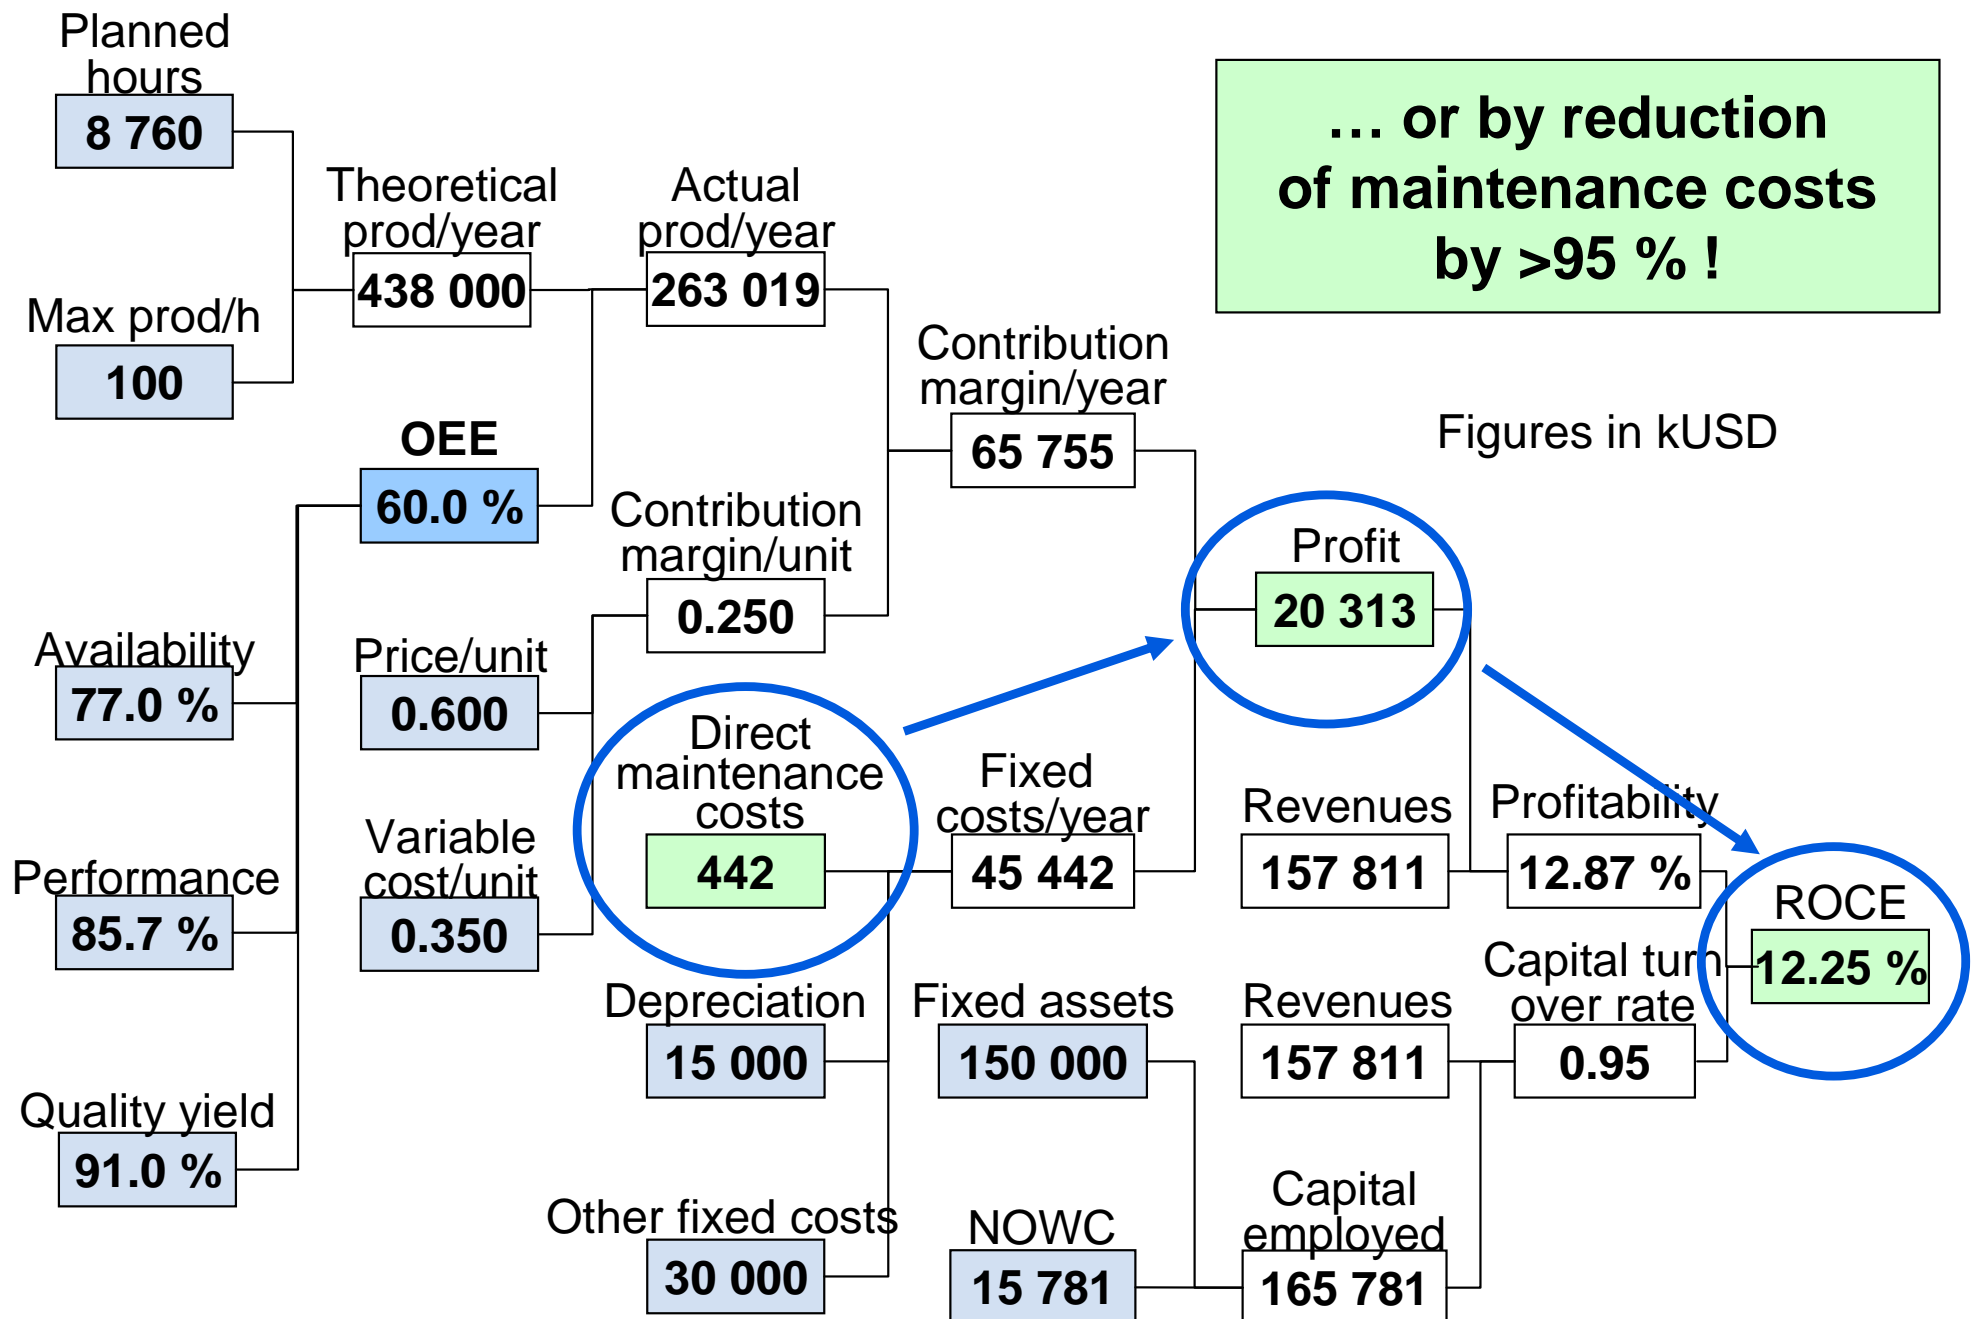 Planned
hours
8 760
Max prod/h
100
Theoretical
prod/year
438 000
Actual
prod/year
263 019
… or by reduction
of maintenance costs
by >95 % !
Contribution
margin/year
65 755
Figures in kUSD
OEE
60.0 %
Contribution
margin/unit
0.250
Profit
20 313
Availability
77.0 %
Price/unit
0.600
Direct
maintenance
costs
442
Fixed
costs/year
45 442
Revenues
157 811
Profitability
12.87 %
Performance
85.7 %
Variable
cost/unit
0.350
ROCE
12.25 %
Depreciation
15 000
Fixed assets
150 000
Revenues
157 811
Capital turn
over rate
0.95
Quality yield
91.0 %
Other fixed costs
30 000
NOWC
15 781
Capital
employed
165 781